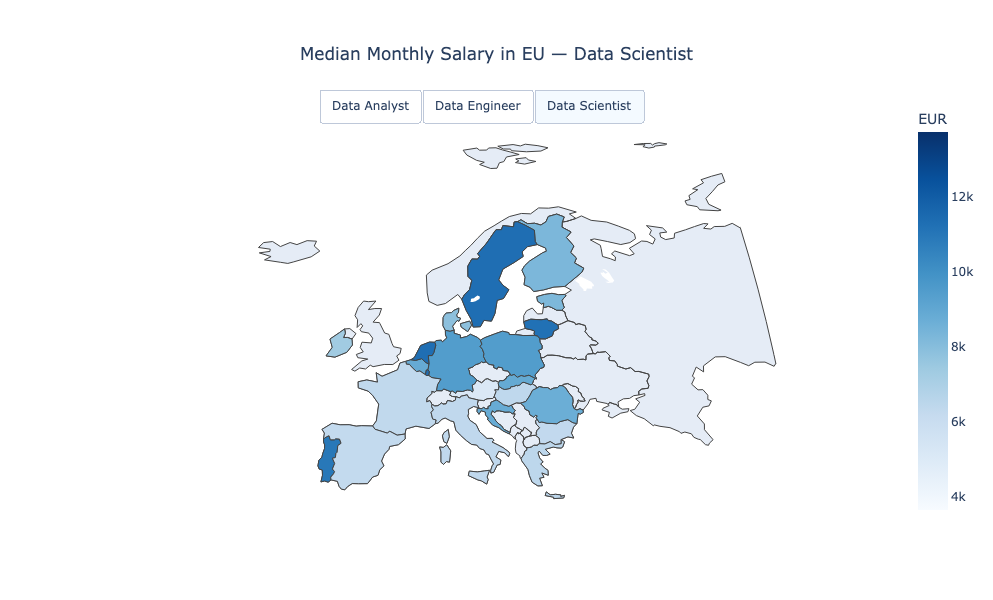 Median Monthly Salary in EU — Data Scientist
Data Analyst
Data Engineer
Data Scientist
EUR
12k
10k
8k
6k
4k